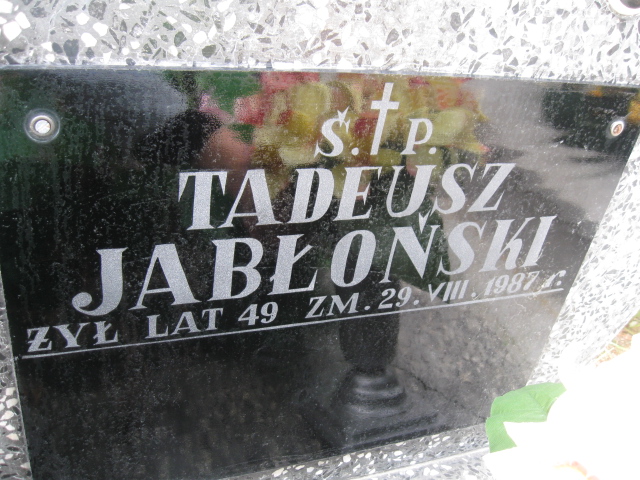 Ś.†P.
TADEUSZ
JABŁOŃSKI
ŻYŁ LAT 49 ZM. 29. VIII. 1987 r.